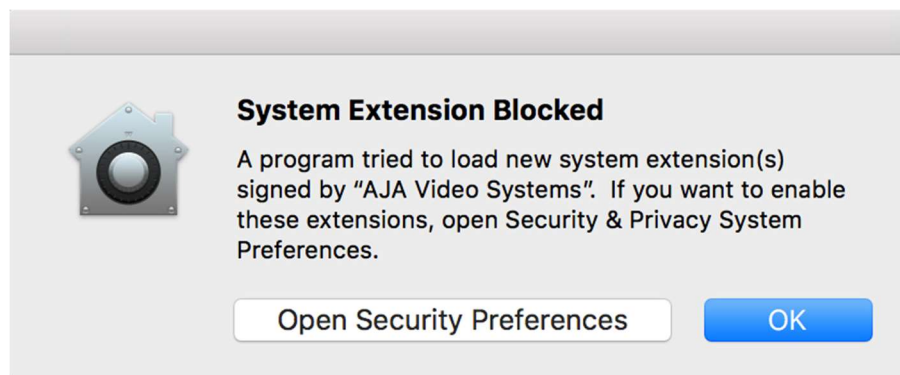 System Extension Blocked
A program tried to load new system extension(s)
signed by “AJA Video Systems”.  If you want to enable
these extensions, open Security & Privacy System
Preferences.
Open Security Preferences
OK